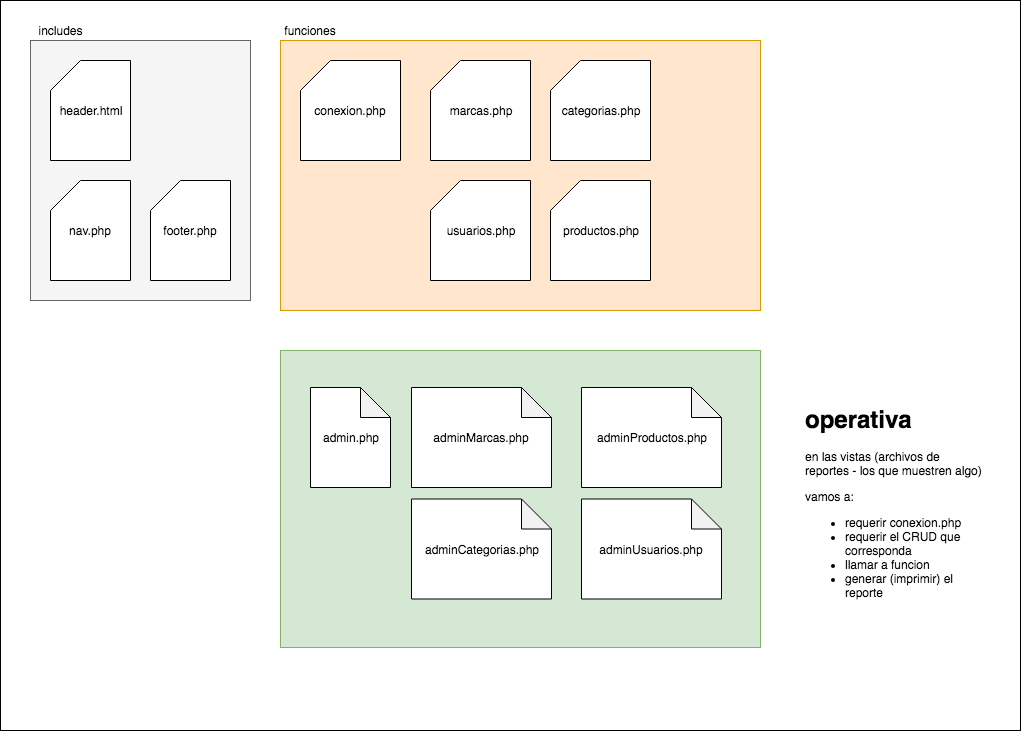 includes
header.html
nav.php
footer.php
funciones
conexion.php
marcas.php
categorias.php
usuarios.php
productos.php
admin.php
adminMarcas.php
adminProductos.php
adminCategorias.php
adminUsuarios.php
operativa
en las vistas (archivos de
reportes - los que muestren algo)
vamos a:
• requerir conexion.php
• requerir el CRUD que
corresponda
• llamar a funcion
• generar (imprimir) el
reporte